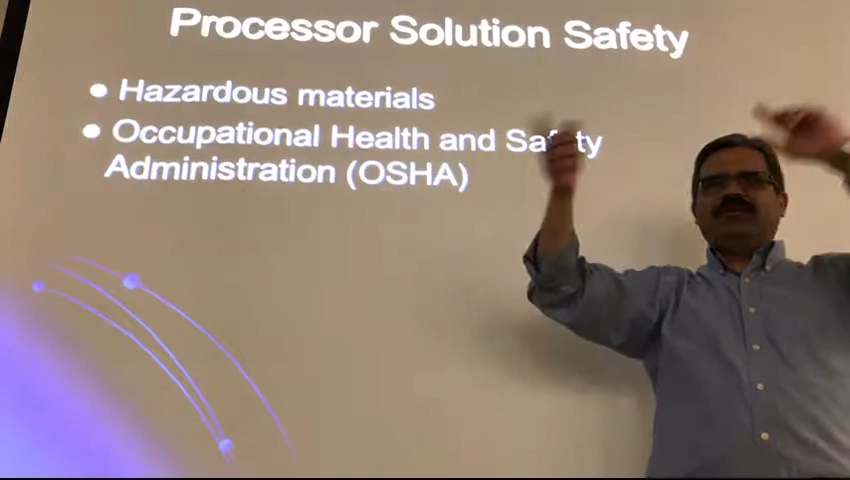 Processor Solution Safety
Hazardous materials
Occupational Health and Safety
Administration (OSHA)